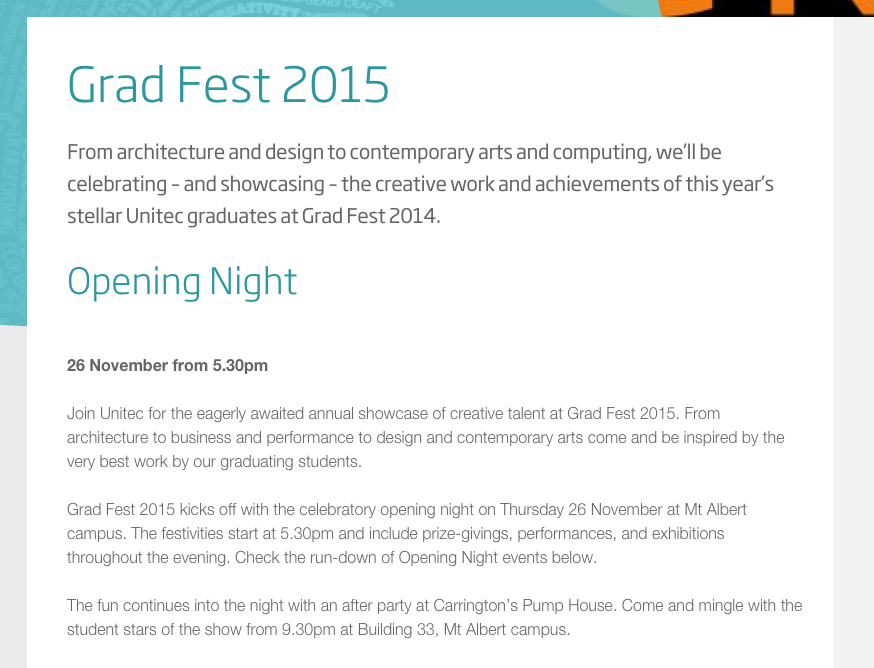 CREATIVITY
Grad Fest 2015
From architecture and design to contemporary arts and computing, we'll be
celebrating – and showcasing – the creative work and achievements of this year's
stellar Unitec graduates at Grad Fest 2014.
Opening Night
26 November from 5.30pm
Join Unitec for the eagerly awaited annual showcase of creative talent at Grad Fest 2015. From
architecture to business and performance to design and contemporary arts come and be inspired by the
very best work by our graduating students.
Grad Fest 2015 kicks off with the celebratory opening night on Thursday 26 November at Mt Albert
campus. The festivities start at 5.30pm and include prize-givings, performances, and exhibitions
throughout the evening. Check the run-down of Opening Night events below.
The fun continues into the night with an after party at Carrington's Pump House. Come and mingle with the
student stars of the show from 9.30pm at Building 33, Mt Albert campus.